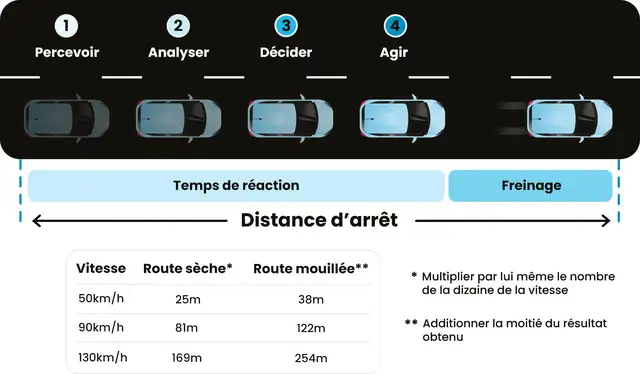 1 2 3 4
Percevoir Analyser Décider Agir
Temps de réaction Freinage
Distance d’arrêt
Vitesse Route sèche* Route mouillée**
50km/h 25m 38m
90km/h 81m 122m
130km/h 169m 254m
* Multiplier par lui même le nombre
de la dizaine de la vitesse
** Additionner la moitié du résultat
obtenu